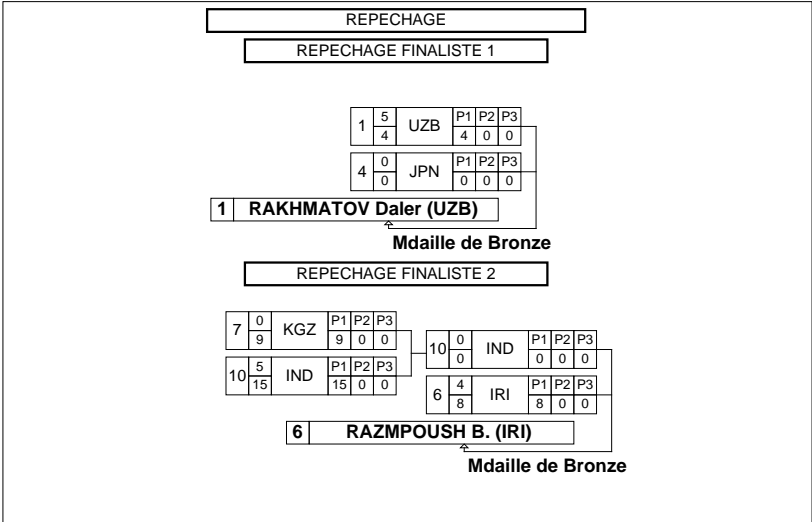 REPECHAGE
REPECHAGE FINALISTE 1
1 5 UZB P1 P2 P3
4 4 0 0
4 0 JPN P1 P2 P3
0 0 0 0
1 RAKHMATOV Daler (UZB)
Mdaille de Bronze
REPECHAGE FINALISTE 2
7 0 KGZ P1 P2 P3
9 9 0 0
10 0 IND P1 P2 P3
0 0 0 0
10 5 IND P1 P2 P3
15 15 0 0
6 4 IRI P1 P2 P3
8 8 0 0
6 RAZMPOUSH B. (IRI)
Mdaille de Bronze